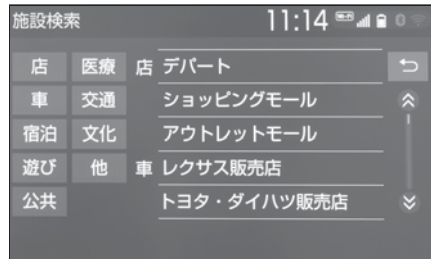 施設検索 11:14 Wi-Fi 0
店 医療 店 デパート
車 交通 ショッピングモール
宿泊 文化 アウトレットモール
遊び 他 車 レクサス販売店
公共 トヨタ・ダイハツ販売店